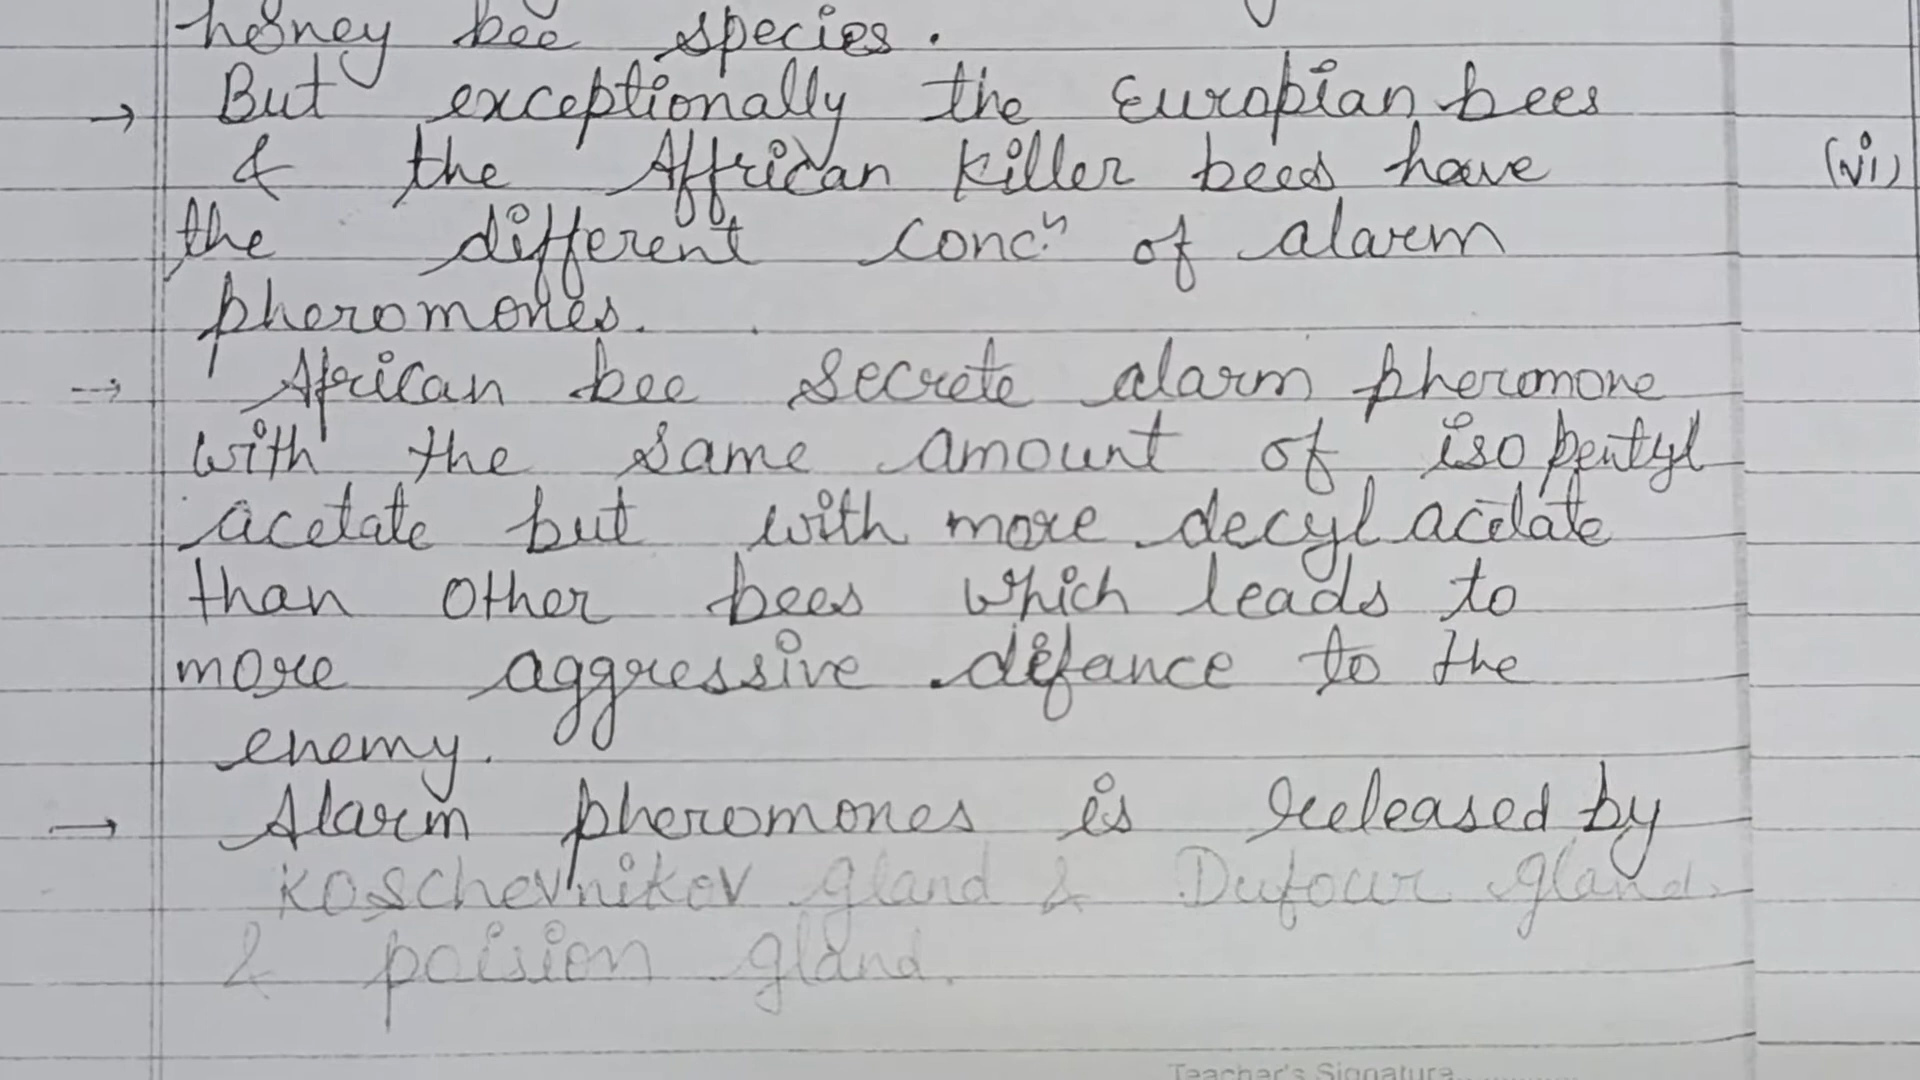 honey bee species.
→ But exceptionally the Europian bees
& the African killer bees have (vi)
the different concⁿ of alarm
pheromones.
→ African bee secrete alarm pheromone
with the same amount of isopentyl
acetate but with more decyl acetate
than other bees which leads to
more aggressive defance to the
enemy.
→ Alarm pheromones is released by
Koschevnikov gland & Dufour gland
& poision gland.
Teacher's Signature